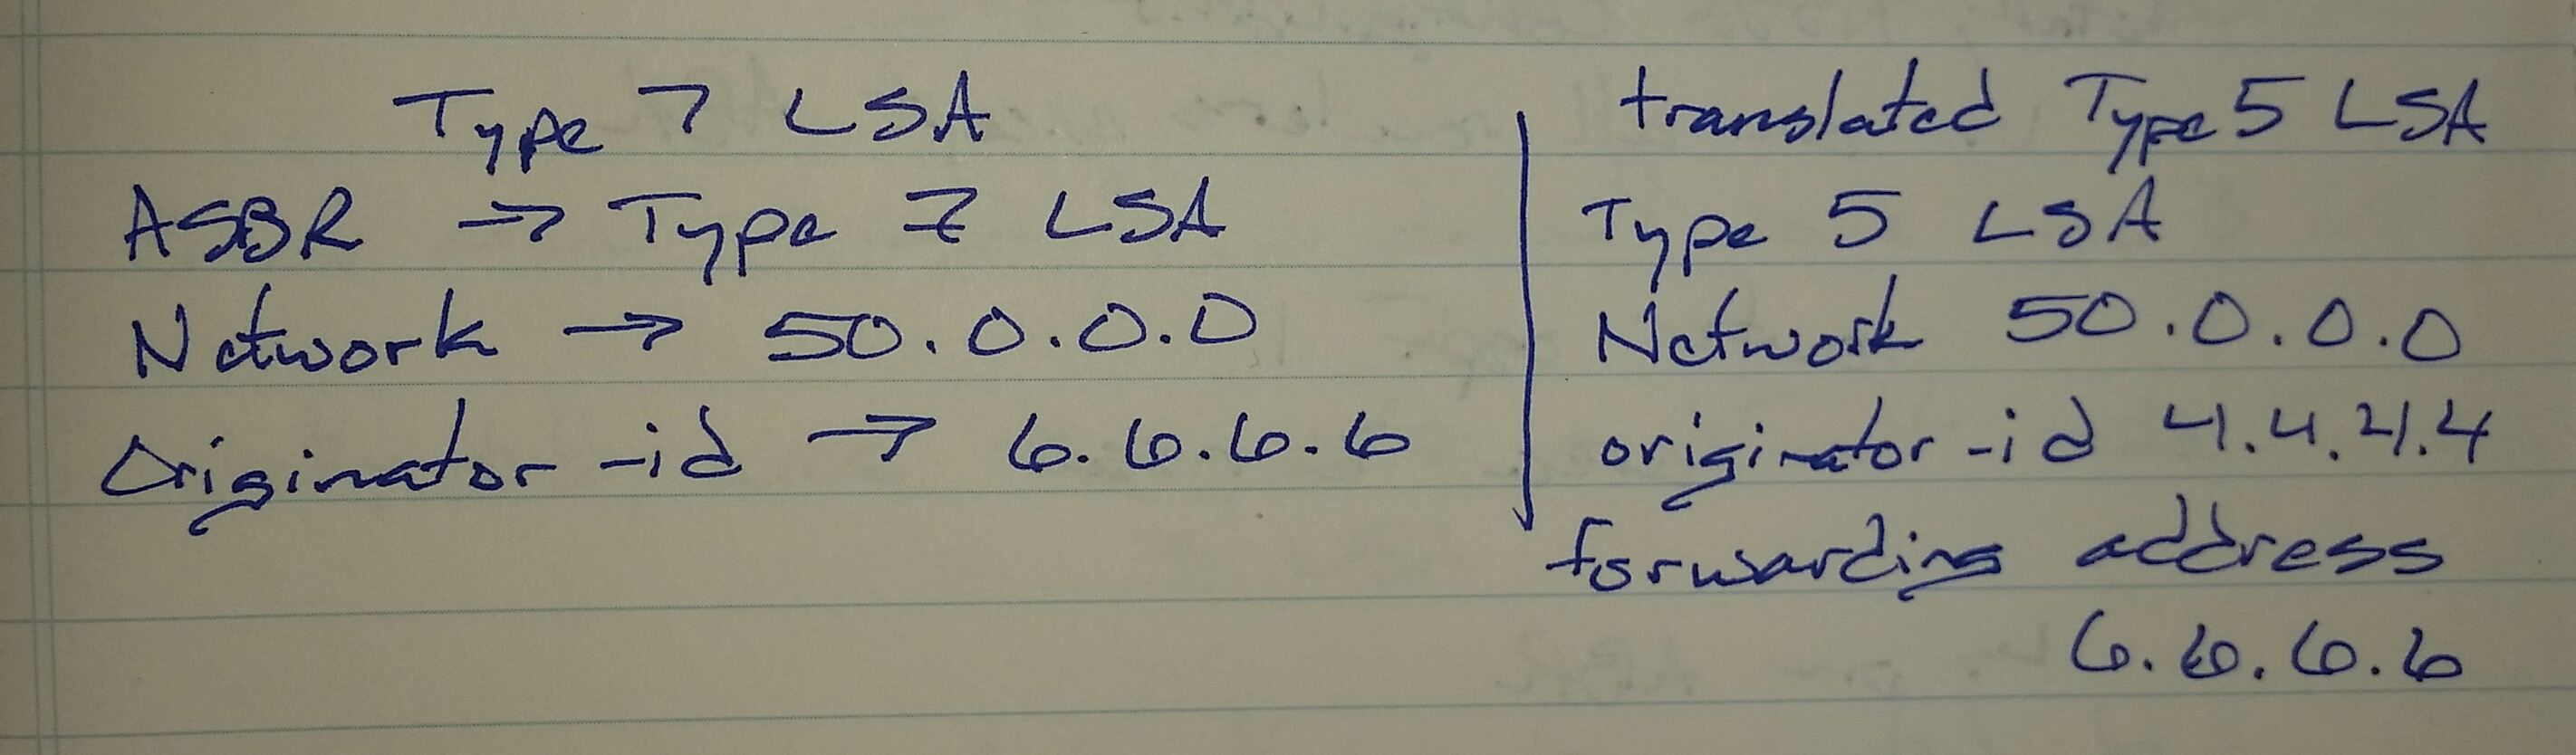 Type 7 LSA
ASBR → Type 7 LSA
Network → 50.0.0.0
Originator -id → 6.6.6.6
translated Type 5 LSA
Type 5 LSA
Network 50.0.0.0
originator -id 4.4.4.4
forwarding address
6.6.6.6